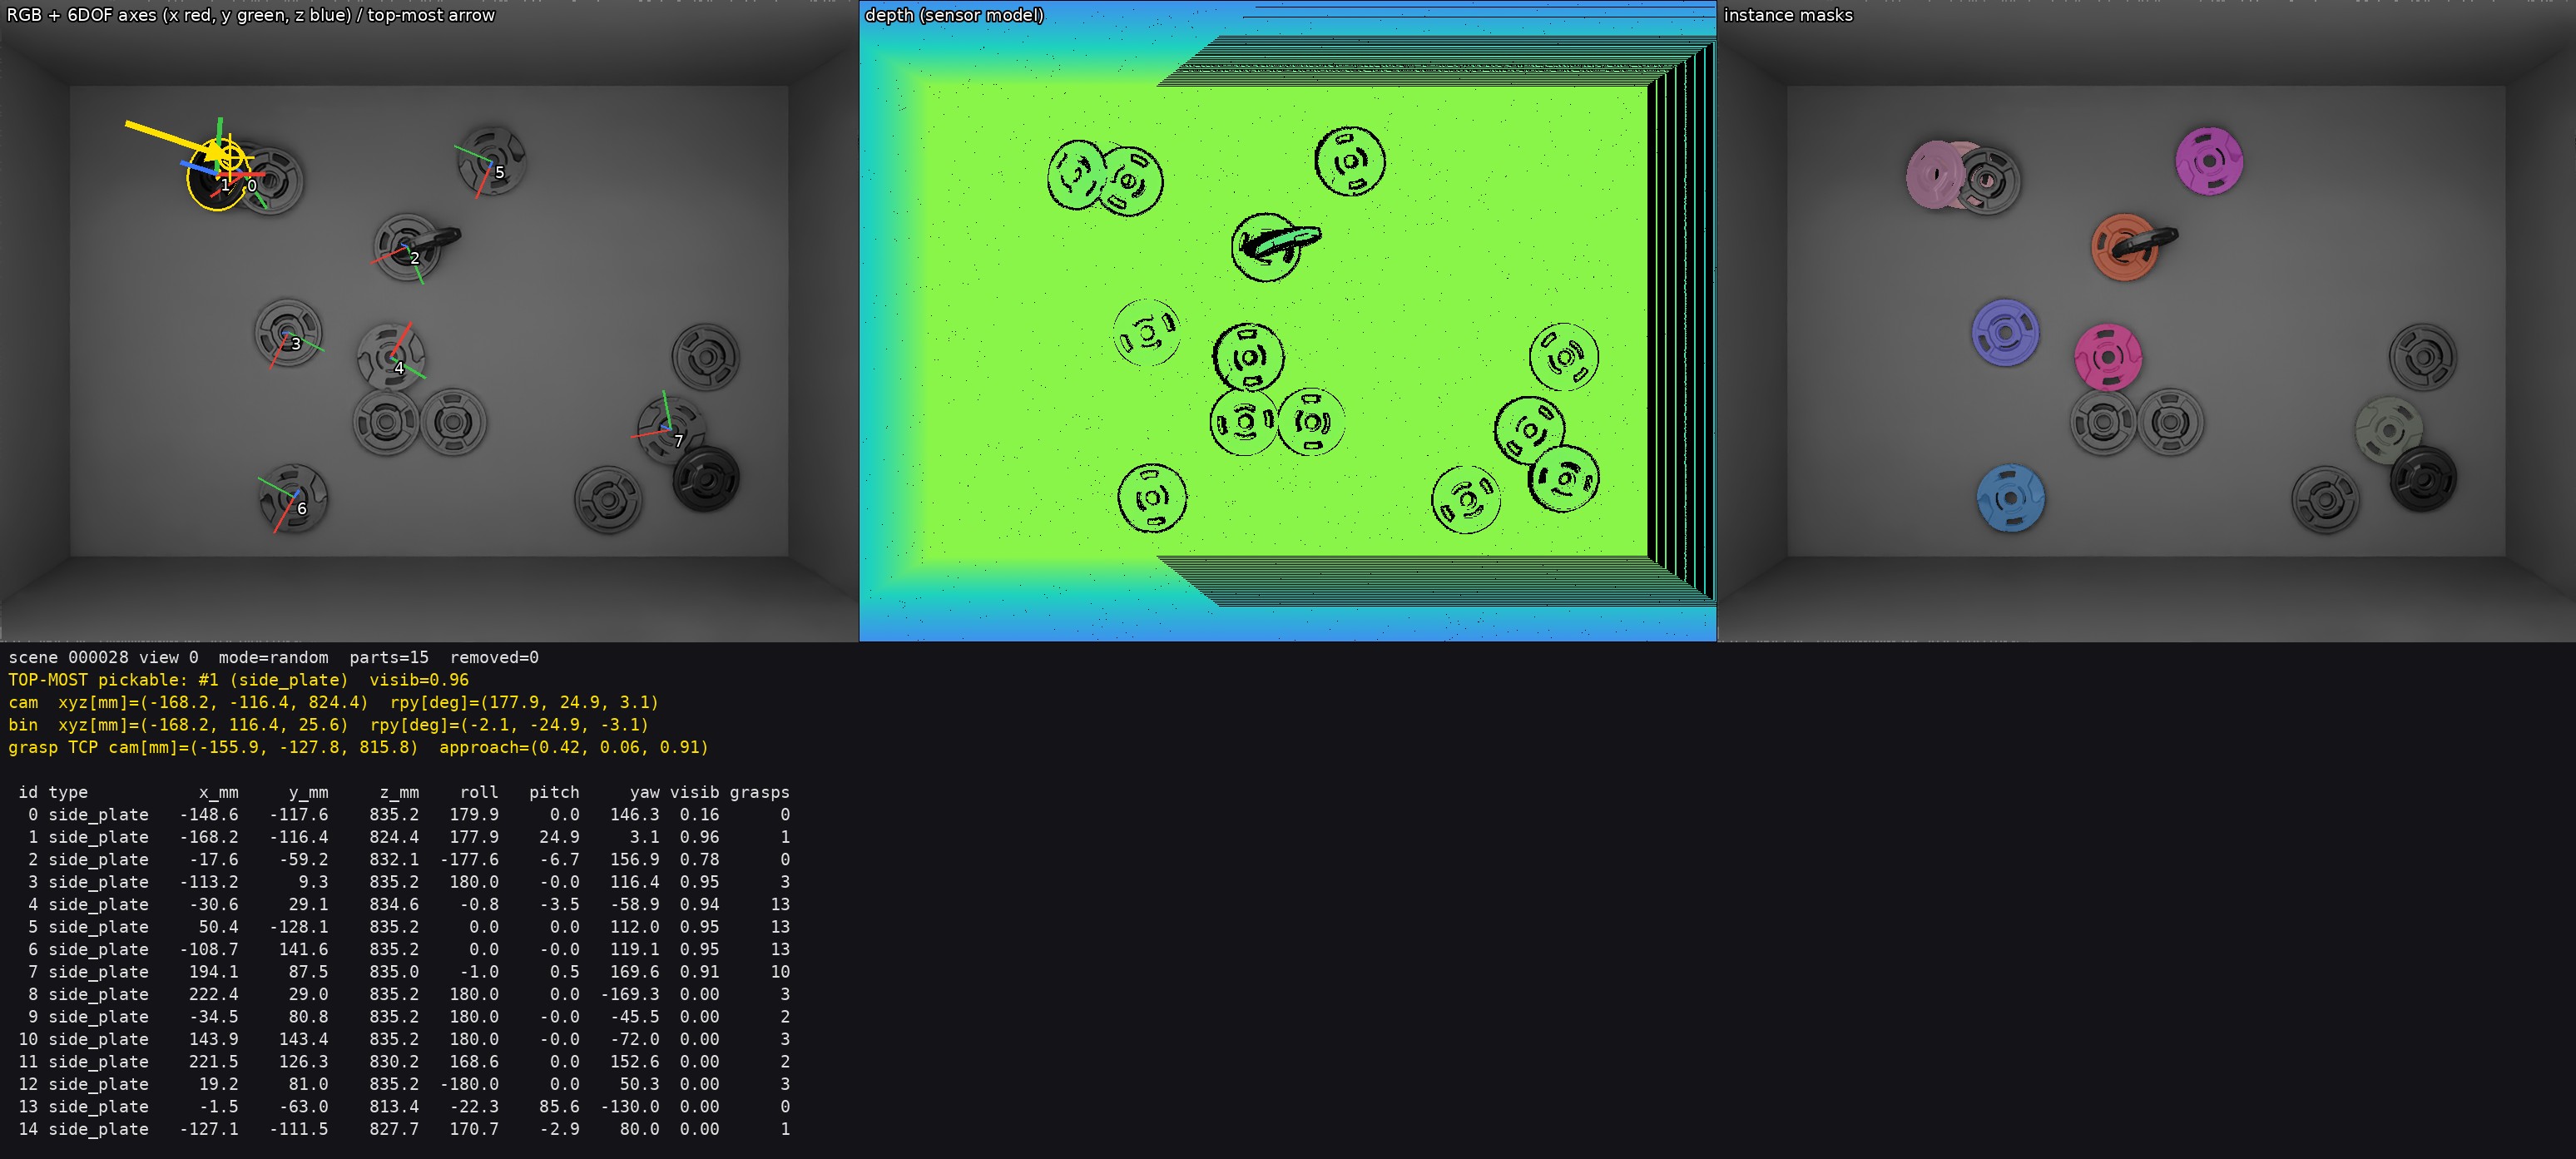 RGB + 6DOF axes (x red, y green, z blue) / top-most arrow
depth (sensor model)
instance masks
1
0
5
2
3
4
7
6
scene 000028 view 0  mode=random  parts=15  removed=0
TOP-MOST pickable: #1 (side_plate)  visib=0.96
cam  xyz[mm]=(-168.2, -116.4, 824.4)  rpy[deg]=(177.9, 24.9, 3.1)
bin  xyz[mm]=(-168.2, 116.4, 25.6)  rpy[deg]=(-2.1, -24.9, -3.1)
grasp TCP cam[mm]=(-155.9, -127.8, 815.8)  approach=(0.42, 0.06, 0.91)
id type x_mm y_mm z_mm roll pitch yaw visib grasps
0 side_plate -148.6 -117.6 835.2 179.9 0.0 146.3 0.16 0
1 side_plate -168.2 -116.4 824.4 177.9 24.9 3.1 0.96 1
2 side_plate -17.6 -59.2 832.1 -177.6 -6.7 156.9 0.78 0
3 side_plate -113.2 9.3 835.2 180.0 -0.0 116.4 0.95 3
4 side_plate -30.6 29.1 834.6 -0.8 -3.5 -58.9 0.94 13
5 side_plate 50.4 -128.1 835.2 0.0 0.0 112.0 0.95 13
6 side_plate -108.7 141.6 835.2 0.0 -0.0 119.1 0.95 13
7 side_plate 194.1 87.5 835.0 -1.0 0.5 169.6 0.91 10
8 side_plate 222.4 29.0 835.2 180.0 0.0 -169.3 0.00 3
9 side_plate -34.5 80.8 835.2 180.0 -0.0 -45.5 0.00 2
10 side_plate 143.9 143.4 835.2 180.0 -0.0 -72.0 0.00 3
11 side_plate 221.5 126.3 830.2 168.6 0.0 152.6 0.00 2
12 side_plate 19.2 81.0 835.2 -180.0 0.0 50.3 0.00 3
13 side_plate -1.5 -63.0 813.4 -22.3 85.6 -130.0 0.00 0
14 side_plate -127.1 -111.5 827.7 170.7 -2.9 80.0 0.00 1